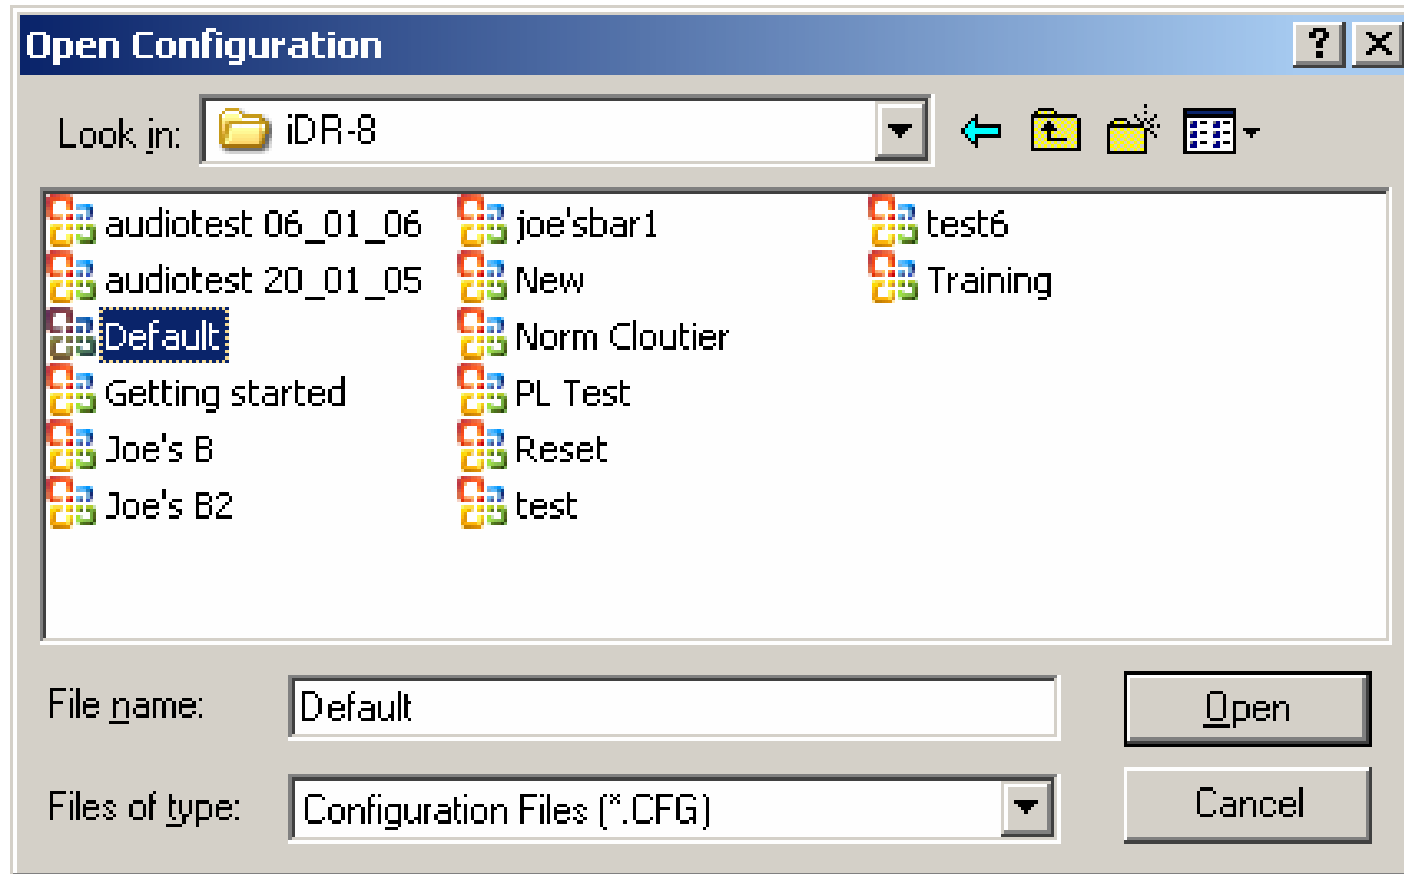 Open Configuration
Look in: iDR-8
audiotest 06_01_06
audiotest 20_01_05
Default
Getting started
Joe's B
Joe's B2
joe'sbar1
New
Norm Cloutier
PL Test
Reset
test
test6
Training
File name: Default
Open
Files of type: Configuration Files (*.CFG)
Cancel